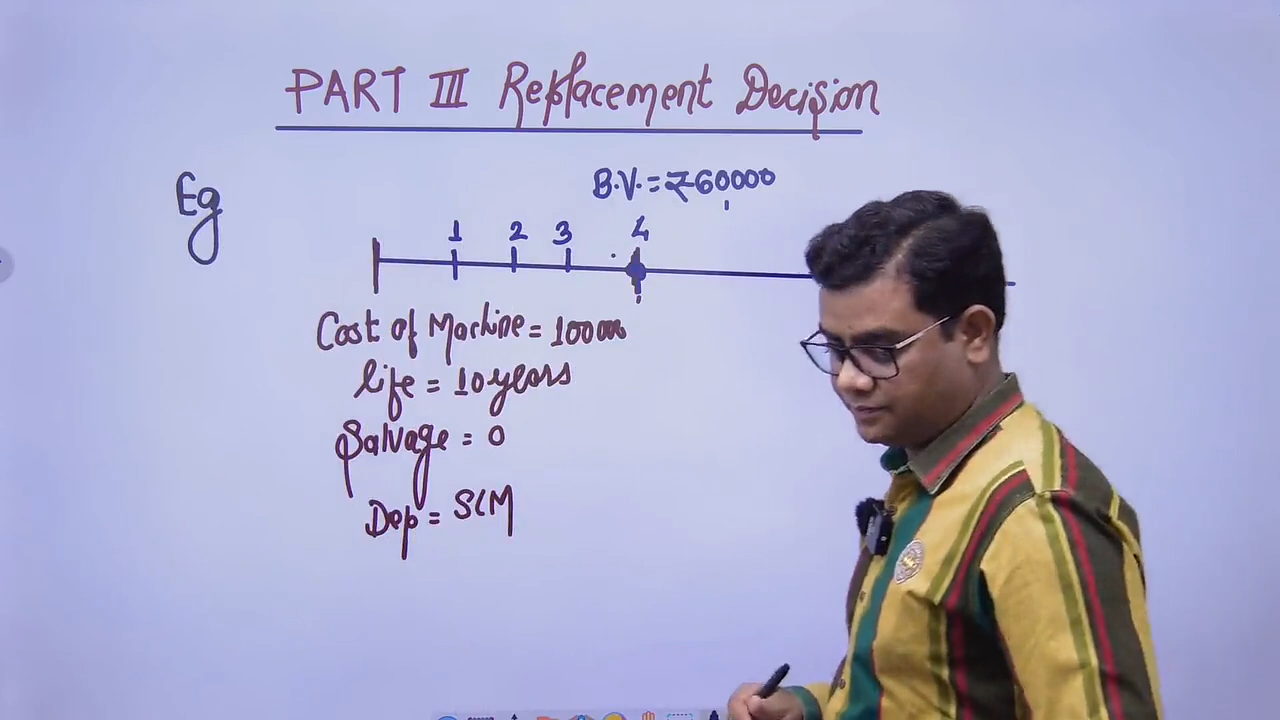 PART III Replacement Decision
Eg
B.V. = ₹60000
1 2 3 4
Cost of Machine = 100000
life = 10 years
Salvage = 0
Dep = SLM